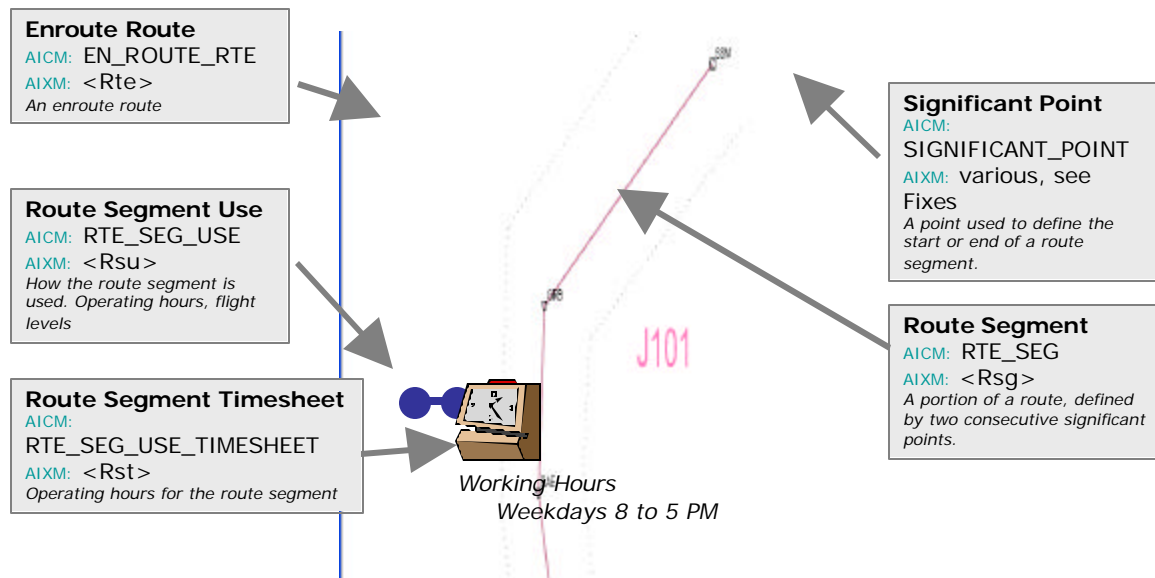 Enroute Route
AICM: EN_ROUTE_RTE
AIXM: <Rte>
An enroute route
Route Segment Use
AICM: RTE_SEG_USE
AIXM: <Rsu>
How the route segment is
used. Operating hours, flight
levels
Route Segment Timesheet
AICM:
RTE_SEG_USE_TIMESHEET
AIXM: <Rst>
Operating hours for the route segment
SSM
GRB
J101
Working Hours
Weekdays 8 to 5 PM
Significant Point
AICM:
SIGNIFICANT_POINT
AIXM: various, see
Fixes
A point used to define the
start or end of a route
segment.
Route Segment
AICM: RTE_SEG
AIXM: <Rsg>
A portion of a route, defined
by two consecutive significant
points.